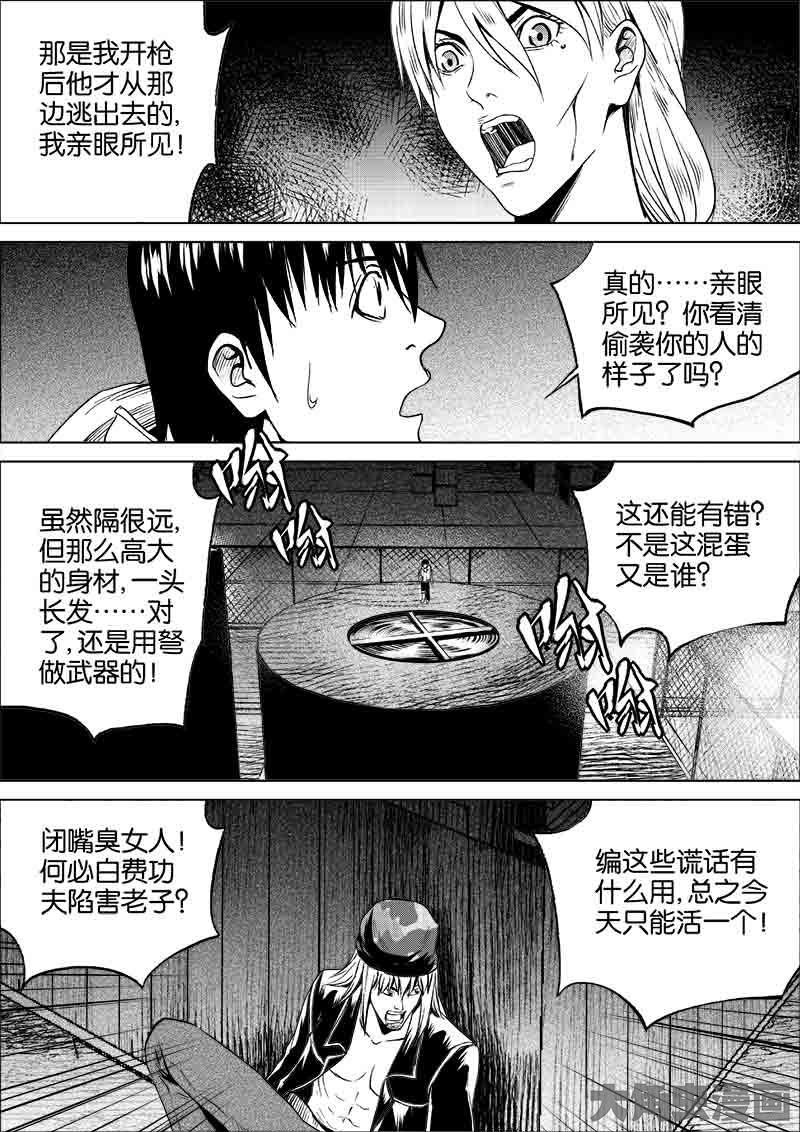 那是我开枪
后他才从那
边逃出去的,
我亲眼所见!
真的……亲眼
所见?你看清
偷袭你的人的
样子了吗?
虽然隔很远,
但那么高大
的身材,一头
长发……对
了,还是用弩
做武器的!
这还能有错?
不是这混蛋
又是谁?
闭嘴臭女人!
何必白费功
夫陷害老子?
编这些谎话有
什么用,总之今
天只能活一个!